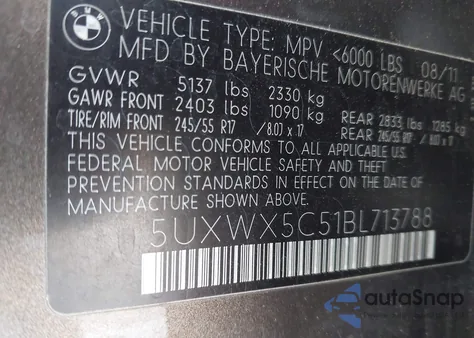 BMW
VEHICLE TYPE: MPV <6000 LBS 08/11
MFD BY BAYERISCHE MOTORENWERKE AG
GVWR 5137 lbs 2330 kg
GAWR FRONT 2403 lbs 1090 kg REAR 2833 lbs 1285 kg
TIRE/RIM FRONT 245/55 R17 / 8.0J x 17 REAR 245/55 R17 / 8.0J x 17
THIS VEHICLE CONFORMS TO ALL APPLICABLE U.S.
FEDERAL MOTOR VEHICLE SAFETY AND THEFT
PREVENTION STANDARDS IN EFFECT ON THE DATE OF
MANUFACTURE SHOWN ABOVE.
5UXWX5C51BL713788
autoSnap